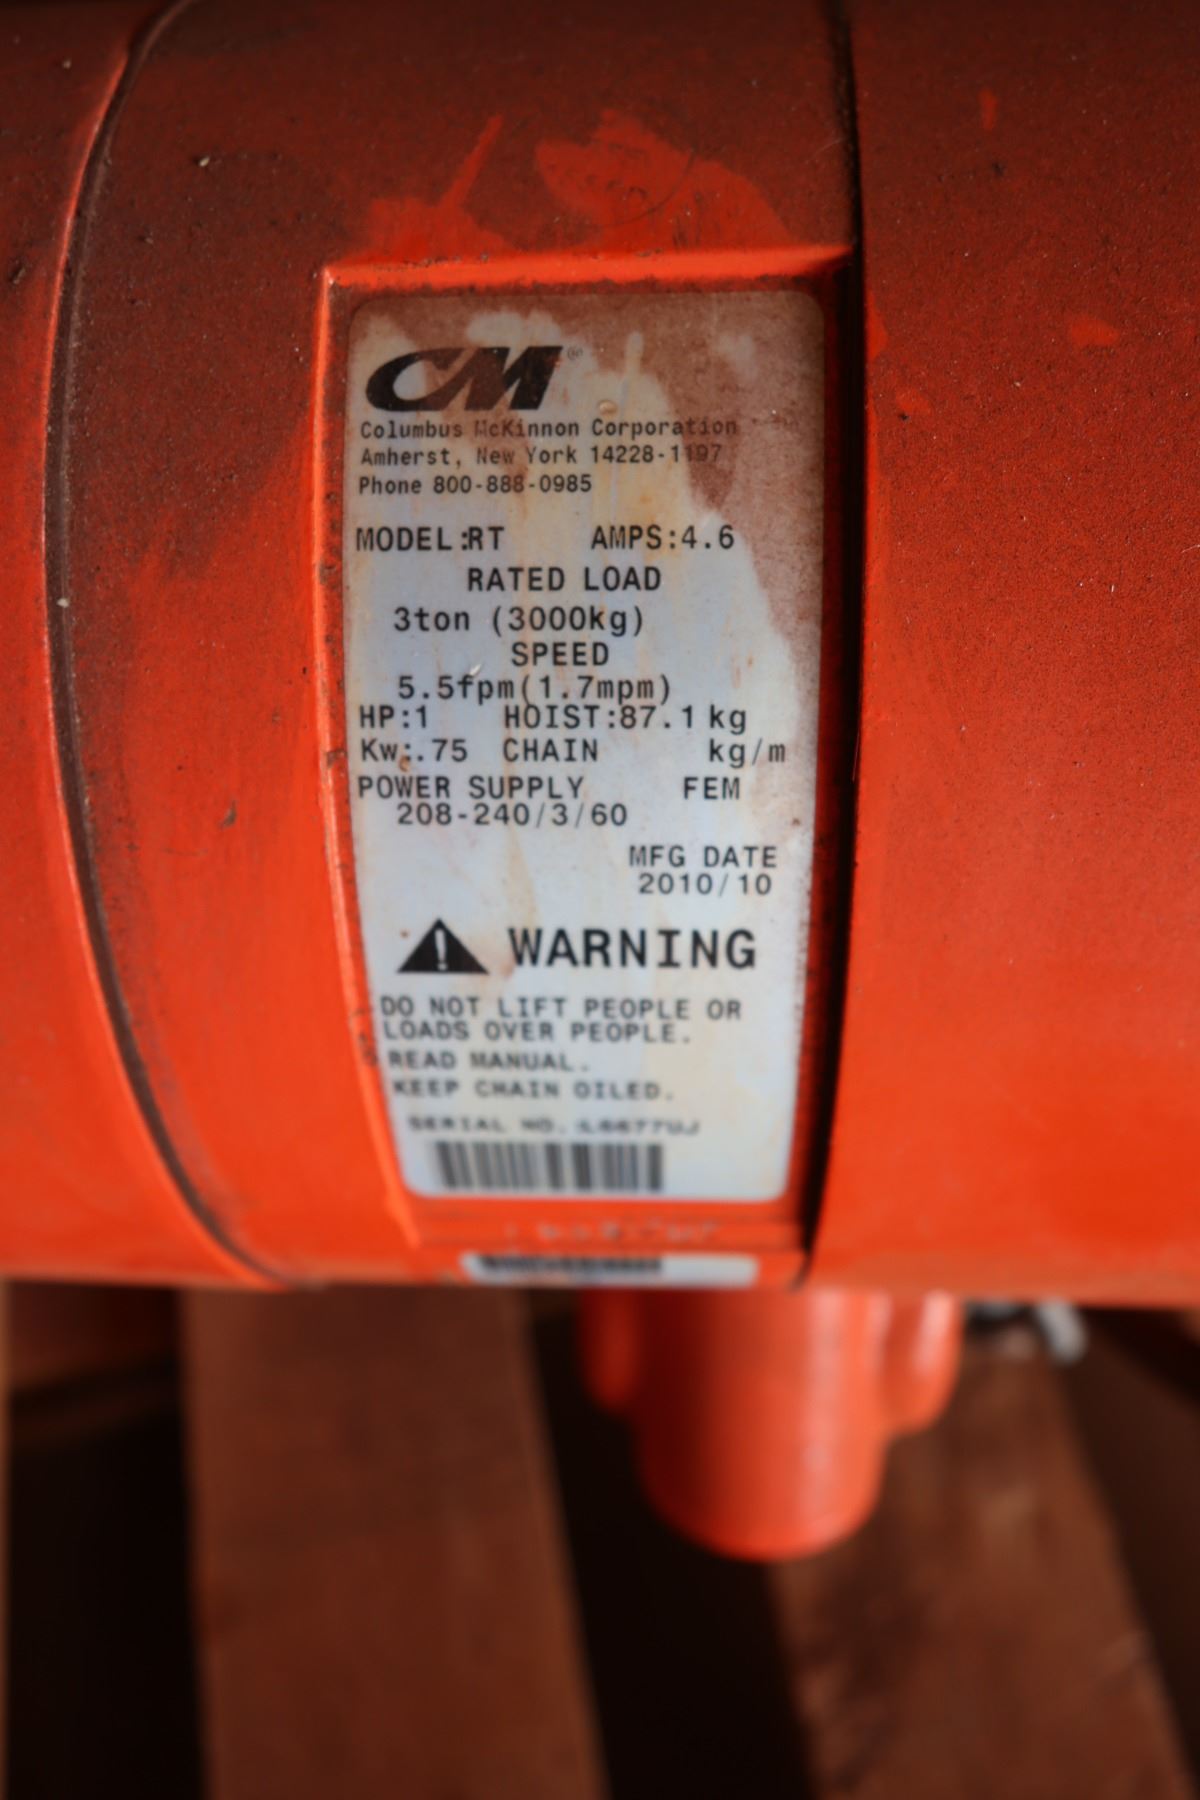 CM®
Columbus McKinnon Corporation
Amherst, New York 14228-1197
Phone 800-888-0985
MODEL:RT AMPS:4.6
RATED LOAD
3ton (3000kg)
SPEED
5.5fpm(1.7mpm)
HP:1 HOIST:87.1 kg
Kw:.75 CHAIN kg/m
POWER SUPPLY FEM
208-240/3/60
MFG DATE
2010/10
WARNING
DO NOT LIFT PEOPLE OR
LOADS OVER PEOPLE.
READ MANUAL.
KEEP CHAIN OILED.
SERIAL NO.:L6677UJ